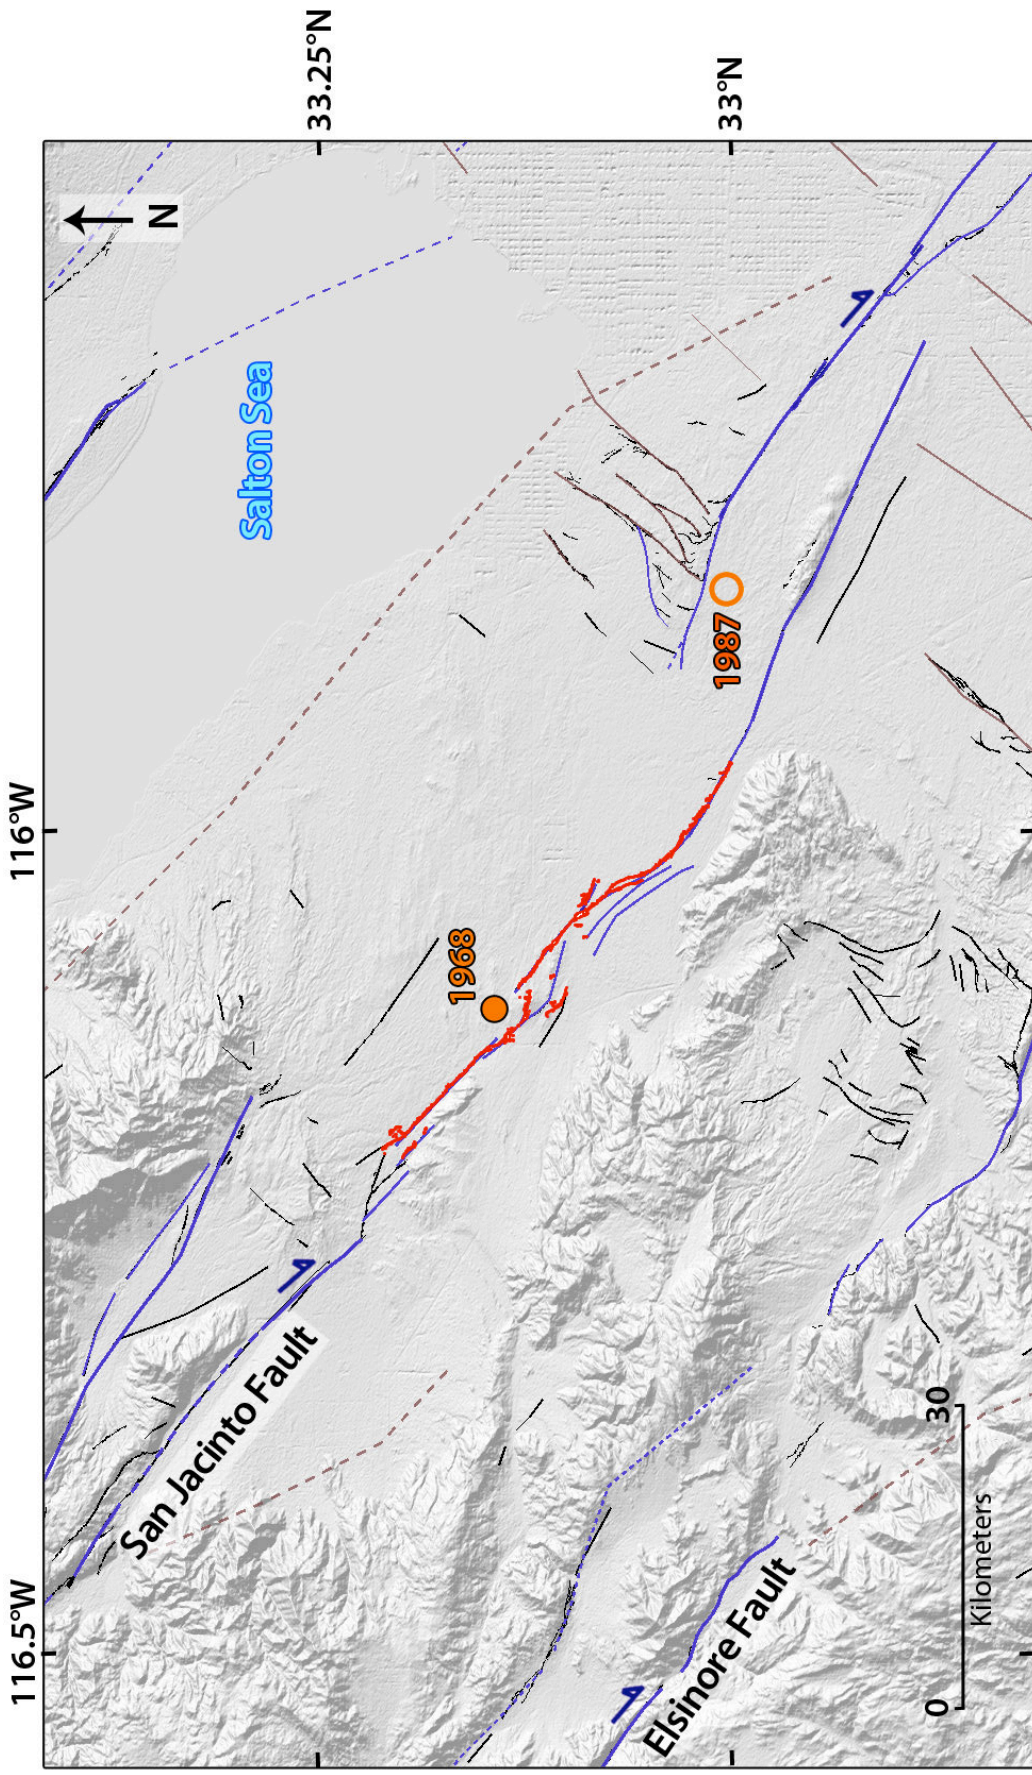 116.5°W
116°W
N
33.25°N
Salton Sea
1968
San Jacinto Fault
33°N
1987
Elsinore Fault
0 30
Kilometers